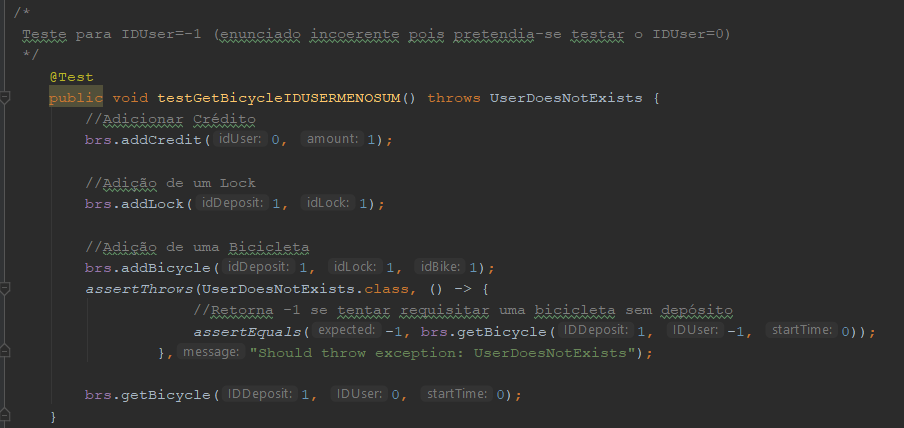 /*
Teste para IDUser=-1 (enunciado incoerente pois pretendia-se testar o IDUser=0)
*/
@Test
public void testGetBicycleIDUSERMENOSUM() throws UserDoesNotExists {
//Adicionar Crédito
brs.addCredit( idUser: 0, amount: 1);
//Adição de um Lock
brs.addLock( idDeposit: 1, idLock: 1);
//Adição de uma Bicicleta
brs.addBicycle( idDeposit: 1, idLock: 1, idBike: 1);
assertThrows(UserDoesNotExists.class, () -> {
//Retorna -1 se tentar requisitar uma bicicleta sem depósito
assertEquals( expected: -1, brs.getBicycle( IDDeposit: 1, IDUser: -1, startTime: 0));
}, message: "Should throw exception: UserDoesNotExists");
brs.getBicycle( IDDeposit: 1, IDUser: 0, startTime: 0);
}